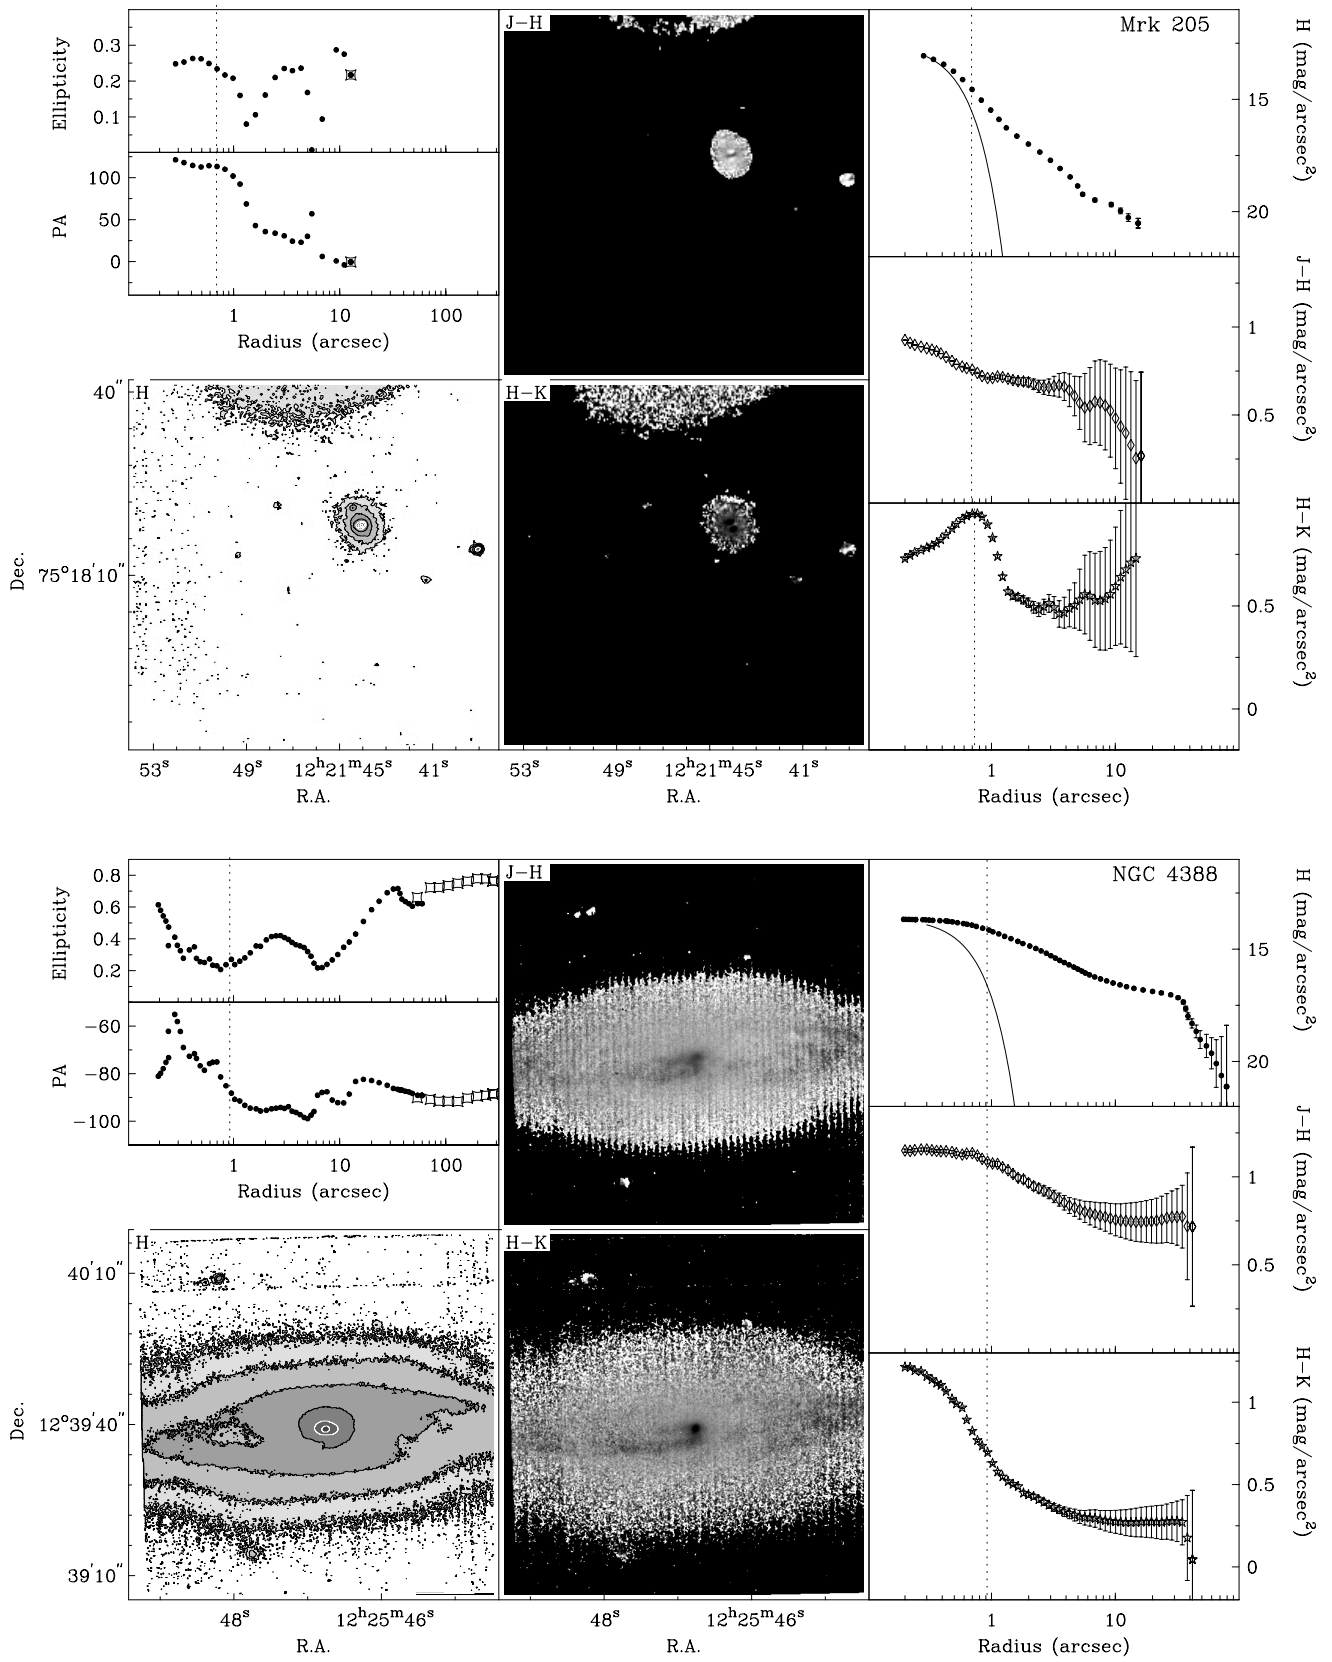 Ellipticity
0.3
0.2
0.1
PA
100
50
0
1
10
100
Radius (arcsec)
J−H
Mrk 205
H (mag/arcsec²)
15
20
J−H (mag/arcsec²)
1
0.5
H
H−K
H−K (mag/arcsec²)
0.5
0
Dec.
40″
75°18′10″
53ˢ
49ˢ
12ʰ21ᵐ45ˢ
41ˢ
R.A.
53ˢ
49ˢ
12ʰ21ᵐ45ˢ
41ˢ
R.A.
1
10
Radius (arcsec)
Ellipticity
0.8
0.6
0.4
0.2
PA
−60
−80
−100
1
10
100
Radius (arcsec)
J−H
NGC 4388
H (mag/arcsec²)
15
20
J−H (mag/arcsec²)
1
0.5
H
H−K
H−K (mag/arcsec²)
1
0.5
0
Dec.
40′10″
12°39′40″
39′10″
48ˢ
12ʰ25ᵐ46ˢ
R.A.
48ˢ
12ʰ25ᵐ46ˢ
R.A.
1
10
Radius (arcsec)